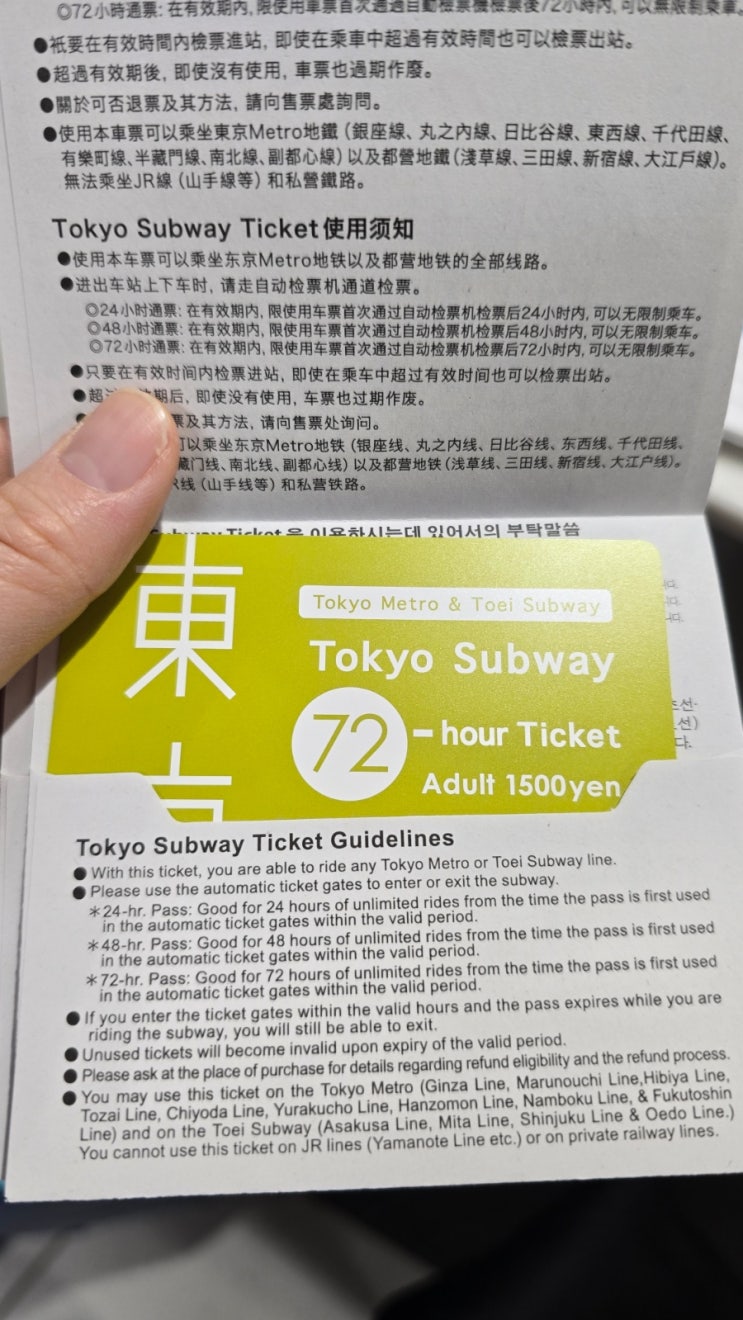 ◎72小時通票: 在有效期內, 限使用車票首次通過自動檢票機檢票後72小時內, 可以無限制乘車。
●衹要在有效時間內檢票進站, 即使在乘車中超過有效時間也可以檢票出站。
●超過有效期後, 即使沒有使用, 車票也過期作廢。
●關於可否退票及其方法, 請向售票處詢問。
●使用本車票可以乘坐東京Metro地鐵 (銀座線、丸之內線、日比谷線、東西線、千代田線、
有樂町線、半藏門線、南北線、副都心線) 以及都營地鐵 (淺草線、三田線、新宿線、大江戶線)。
無法乘坐JR線 (山手線等) 和私營鐵路。
Tokyo Subway Ticket使用须知
●使用本车票可以乘坐东京Metro地铁以及都营地铁的全部线路。
●进出车站上下车时, 请走自动检票机通道检票。
◎24小时通票: 在有效期内, 限使用车票首次通过自动检票机检票后24小时内, 可以无限制乘车。
◎48小时通票: 在有效期内, 限使用车票首次通过自动检票机检票后48小时内, 可以无限制乘车。
◎72小时通票: 在有效期内, 限使用车票首次通过自动检票机检票后72小时内, 可以无限制乘车。
●只要在有效时间内检票进站, 即使在乘车中超过有效时间也可以检票出站。
●超 期后, 即使没有使用, 车票也过期作废。
票及其方法, 请向售票处询问。
可以乘坐东京Metro地铁 (银座线、丸之内线、日比谷线、东西线、千代田线、
藏门线、南北线、副都心线) 以及都营地铁 (浅草线、三田线、新宿线、大江户线)。
R线 (山手线等) 和私营铁路。
Subway Ticket을 이용하시는데 있어서의 부탁말씀
東京
Tokyo Metro & Toei Subway
Tokyo Subway
72-hour Ticket
Adult 1500yen
선)
다.
Tokyo Subway Ticket Guidelines
● With this ticket, you are able to ride any Tokyo Metro or Toei Subway line.
● Please use the automatic ticket gates to enter or exit the subway.
＊24-hr. Pass: Good for 24 hours of unlimited rides from the time the pass is first used
in the automatic ticket gates within the valid period.
＊48-hr. Pass: Good for 48 hours of unlimited rides from the time the pass is first used
in the automatic ticket gates within the valid period.
＊72-hr. Pass: Good for 72 hours of unlimited rides from the time the pass is first used
in the automatic ticket gates within the valid period.
● If you enter the ticket gates within the valid hours and the pass expires while you are
riding the subway, you will still be able to exit.
● Unused tickets will become invalid upon expiry of the valid period.
● Please ask at the place of purchase for details regarding refund eligibility and the refund process.
● You may use this ticket on the Tokyo Metro (Ginza Line, Marunouchi Line,Hibiya Line,
Tozai Line, Chiyoda Line, Yurakucho Line, Hanzomon Line, Namboku Line, & Fukutoshin
Line) and on the Toei Subway (Asakusa Line, Mita Line, Shinjuku Line & Oedo Line.)
You cannot use this ticket on JR lines (Yamanote Line etc.) or on private railway lines.